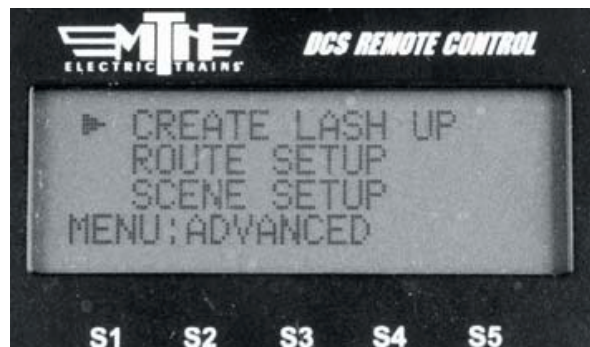 MTH
ELECTRIC TRAINS
DCS REMOTE CONTROL
CREATE LASH UP
ROUTE SETUP
SCENE SETUP
MENU:ADVANCED
S1 S2 S3 S4 S5